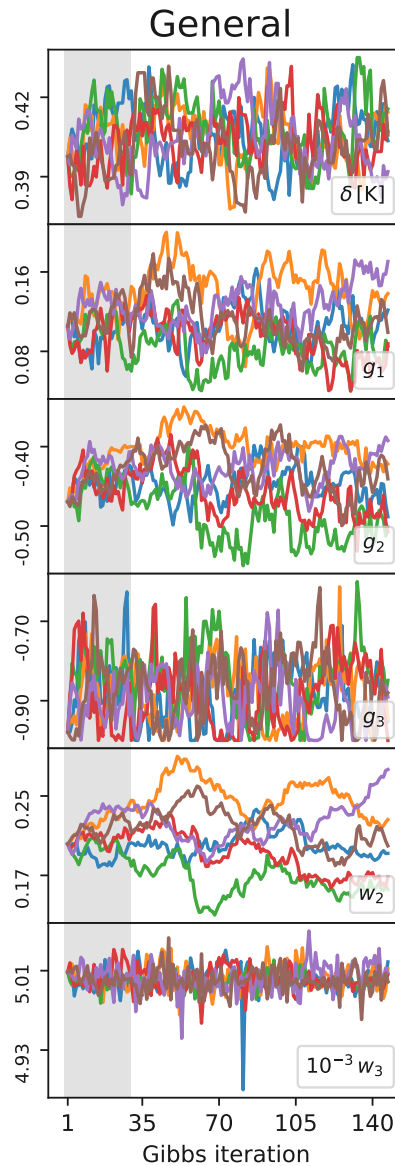 General
0.42
0.39
δ [K]
0.16
0.08
g₁
-0.40
-0.50
g₂
-0.70
-0.90
g₃
0.25
0.17
w₂
5.01
4.93
10⁻³ w₃
1 35 70 105 140
Gibbs iteration